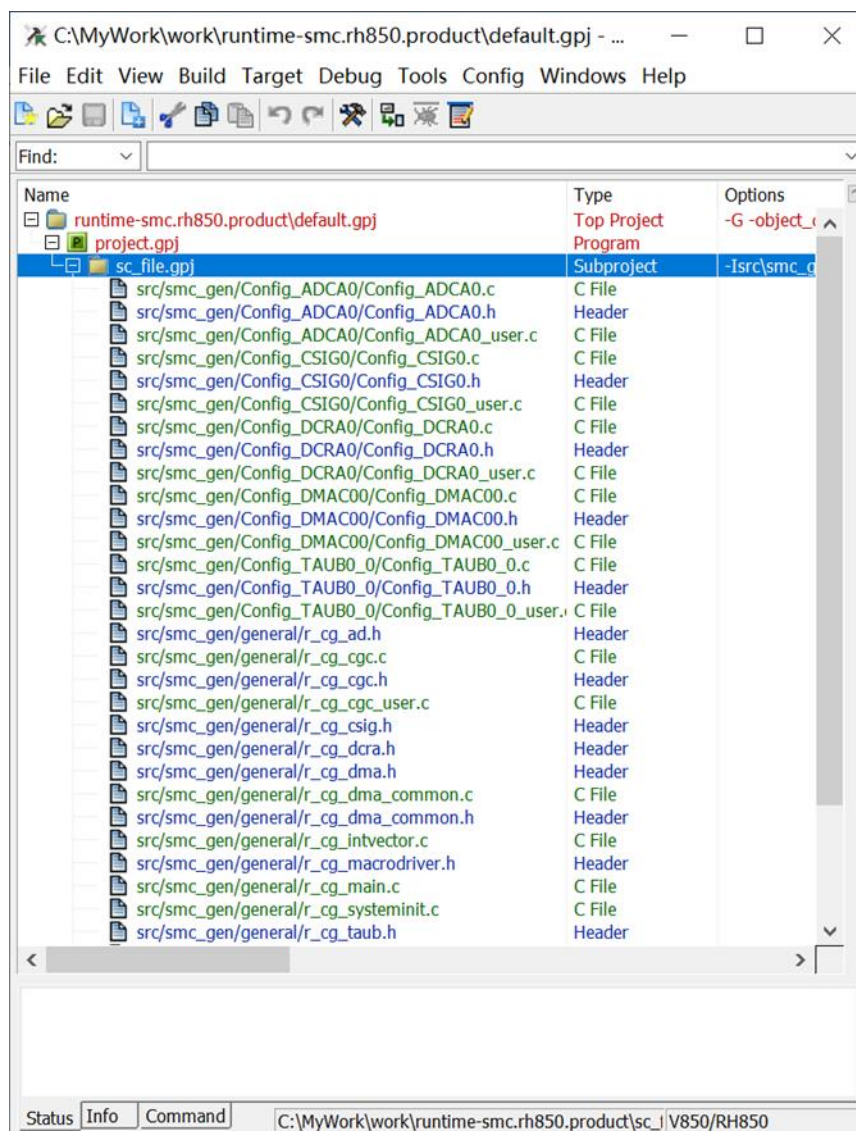 C:\MyWork\work\runtime-smc.rh850.product\default.gpj - ...
File Edit View Build Target Debug Tools Config Windows Help
Find:
Name Type Options
runtime-smc.rh850.product\default.gpj Top Project -G -object_
project.gpj Program
sc_file.gpj Subproject -Isrc\smc_g
src/smc_gen/Config_ADCA0/Config_ADCA0.c C File
src/smc_gen/Config_ADCA0/Config_ADCA0.h Header
src/smc_gen/Config_ADCA0/Config_ADCA0_user.c C File
src/smc_gen/Config_CSIG0/Config_CSIG0.c C File
src/smc_gen/Config_CSIG0/Config_CSIG0.h Header
src/smc_gen/Config_CSIG0/Config_CSIG0_user.c C File
src/smc_gen/Config_DCRA0/Config_DCRA0.c C File
src/smc_gen/Config_DCRA0/Config_DCRA0.h Header
src/smc_gen/Config_DCRA0/Config_DCRA0_user.c C File
src/smc_gen/Config_DMAC00/Config_DMAC00.c C File
src/smc_gen/Config_DMAC00/Config_DMAC00.h Header
src/smc_gen/Config_DMAC00/Config_DMAC00_user.c C File
src/smc_gen/Config_TAUB0_0/Config_TAUB0_0.c C File
src/smc_gen/Config_TAUB0_0/Config_TAUB0_0.h Header
src/smc_gen/Config_TAUB0_0/Config_TAUB0_0_user. C File
src/smc_gen/general/r_cg_ad.h Header
src/smc_gen/general/r_cg_cgc.c C File
src/smc_gen/general/r_cg_cgc.h Header
src/smc_gen/general/r_cg_cgc_user.c C File
src/smc_gen/general/r_cg_csig.h Header
src/smc_gen/general/r_cg_dcra.h Header
src/smc_gen/general/r_cg_dma.h Header
src/smc_gen/general/r_cg_dma_common.c C File
src/smc_gen/general/r_cg_dma_common.h Header
src/smc_gen/general/r_cg_intvector.c C File
src/smc_gen/general/r_cg_macrodriver.h Header
src/smc_gen/general/r_cg_main.c C File
src/smc_gen/general/r_cg_systeminit.c C File
src/smc_gen/general/r_cg_taub.h Header
Status Info Command C:\MyWork\work\runtime-smc.rh850.product\sc_ V850/RH850